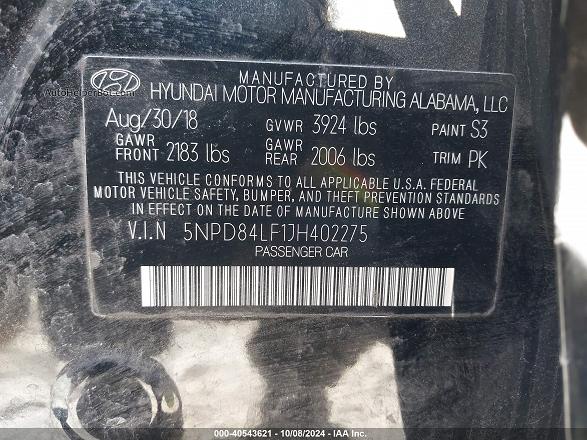 MANUFACTURED BY
HYUNDAI MOTOR MANUFACTURING ALABAMA, LLC
AutoHelperBot.com
Aug/30/18 GVWR 3924 lbs PAINT S3
GAWR FRONT 2183 lbs GAWR REAR 2006 lbs TRIM PK
THIS VEHICLE CONFORMS TO ALL APPLICABLE U.S.A. FEDERAL
MOTOR VEHICLE SAFETY, BUMPER, AND THEFT PREVENTION STANDARDS
IN EFFECT ON THE DATE OF MANUFACTURE SHOWN ABOVE
V.I.N 5NPD84LF1JH402275
PASSENGER CAR
000-40543621 - 10/08/2024 - IAA Inc.